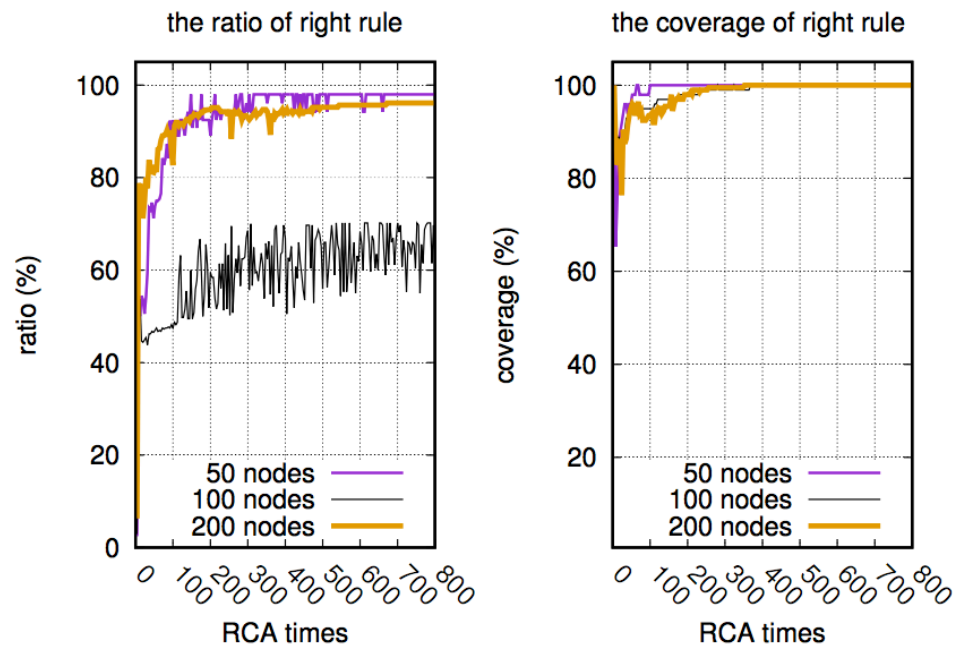 the ratio of right rule
ratio (%)
100
80
60
40
20
0
50 nodes
100 nodes
200 nodes
0 100 200 300 400 500 600 700 800
RCA times
the coverage of right rule
coverage (%)
100
80
60
40
20
50 nodes
100 nodes
200 nodes
0 100 200 300 400 500 600 700 800
RCA times